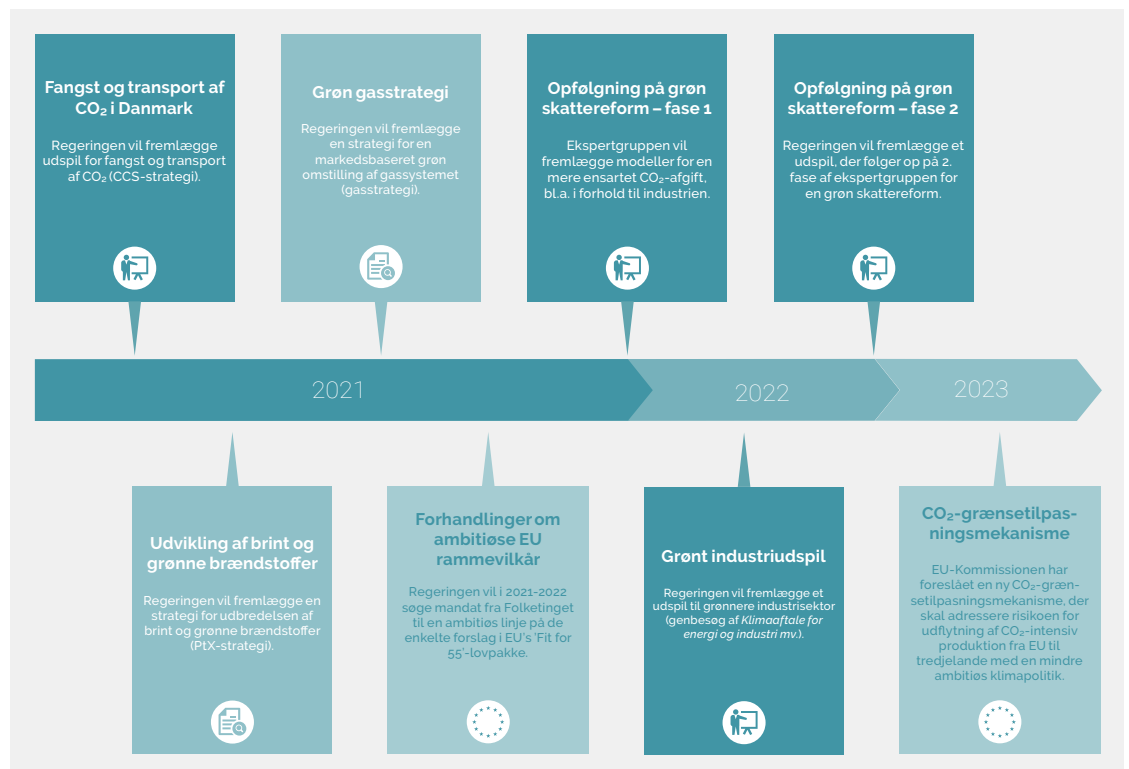 Fangst og transport af
CO₂ i Danmark
Regeringen vil fremlægge
udspil for fangst og transport
af CO₂ (CCS-strategi).
Grøn gasstrategi
Regeringen vil fremlægge
en strategi for en
markedsbaseret grøn
omstilling af gassystemet
(gasstrategi).
Opfølgning på grøn
skattereform – fase 1
Ekspertgruppen vil
fremlægge modeller for en
mere ensartet CO₂-afgift,
bl.a. i forhold til industrien.
Opfølgning på grøn
skattereform – fase 2
Regeringen vil fremlægge et
udspil, der følger op på 2.
fase af ekspertgruppen for
en grøn skattereform.
2021
2022
2023
Udvikling af brint og
grønne brændstoffer
Regeringen vil fremlægge en
strategi for udbredelsen af
brint og grønne brændstoffer
(PtX-strategi).
Forhandlinger om
ambitiøse EU
rammevilkår
Regeringen vil i 2021-2022
søge mandat fra Folketinget
til en ambitiøs linje på de
enkelte forslag i EU's 'Fit for
55'-lovpakke.
Grønt industriudspil
Regeringen vil fremlægge et
udspil til grønnere industrisektor
(genbesøg af Klimaaftale for
energi og industri mv.).
CO₂-grænsetilpas-
ningsmekanisme
EU-Kommissionen har
foreslået en ny CO₂-græn-
setilpasningsmekanisme, der
skal adressere risikoen for
udflytning af CO₂-intensiv
produktion fra EU til
tredjelande med en mindre
ambitiøs klimapolitik.